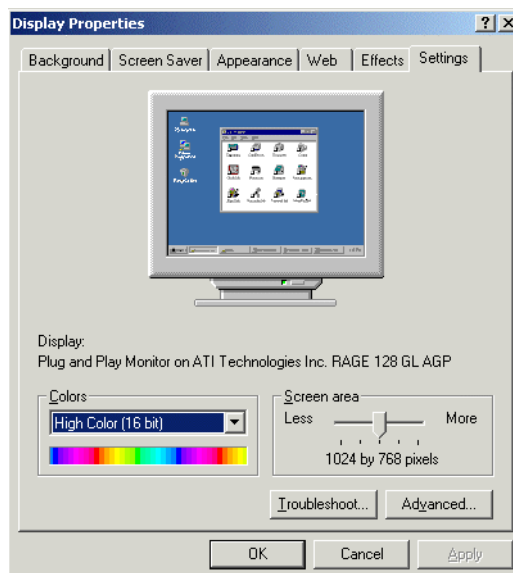 Display Properties
Background Screen Saver Appearance Web Effects Settings
Display:
Plug and Play Monitor on ATI Technologies Inc. RAGE 128 GL AGP
Colors
High Color (16 bit)
Screen area
Less More
1024 by 768 pixels
Troubleshoot... Advanced...
OK Cancel Apply